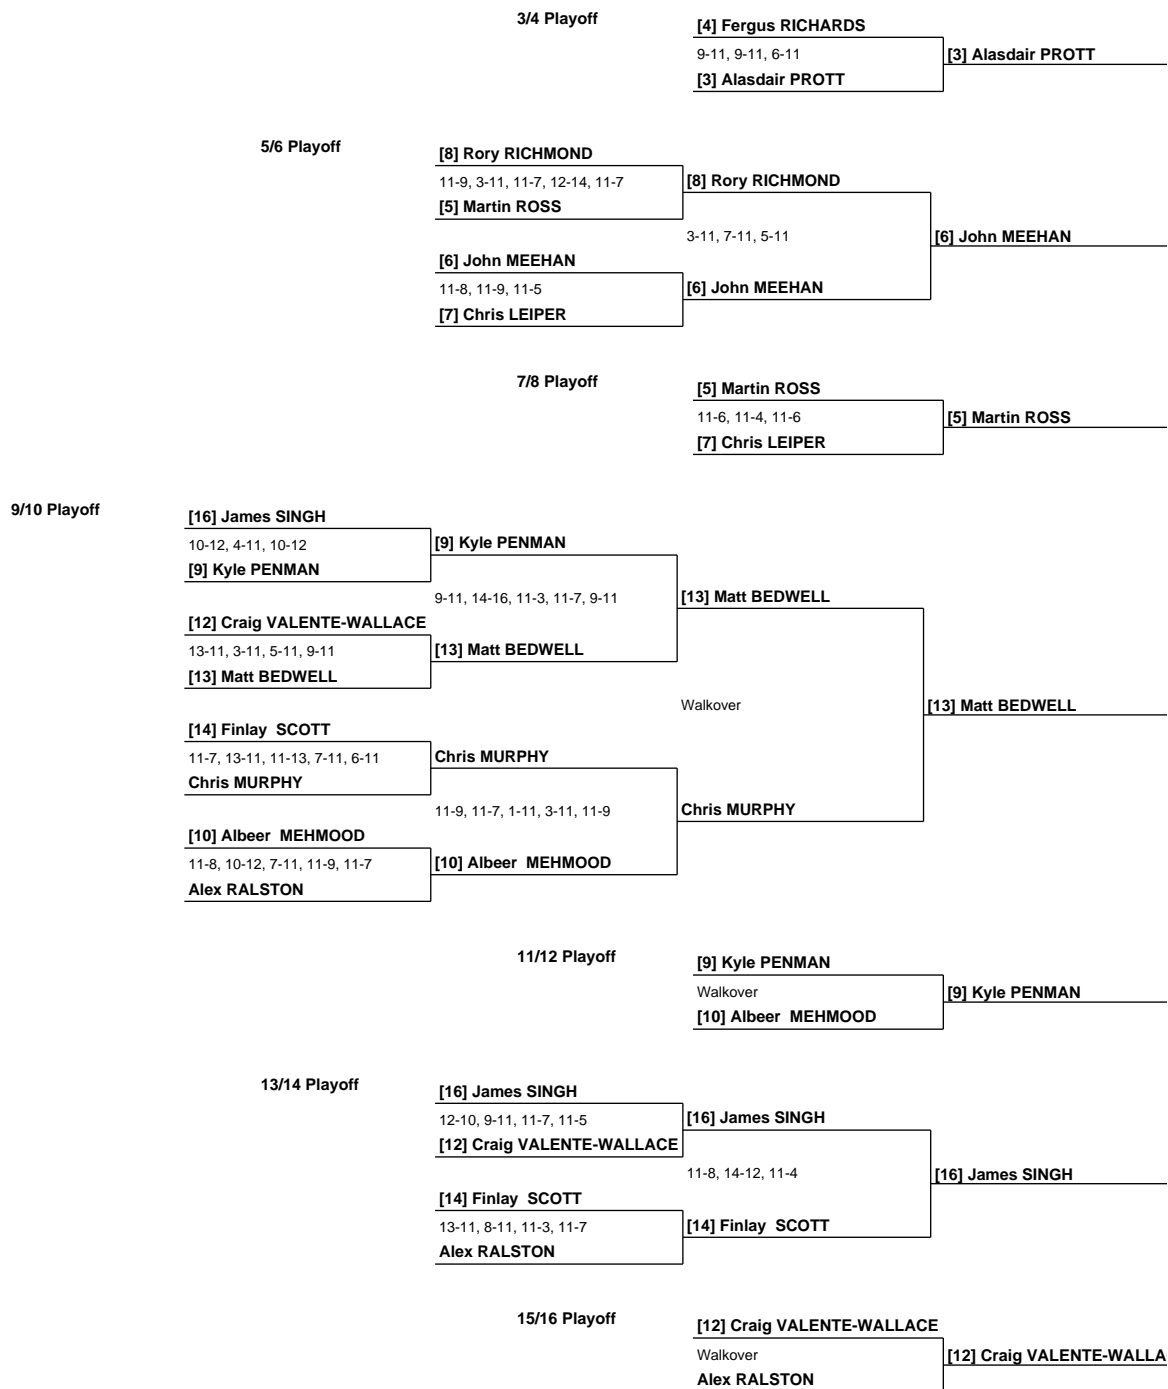 3/4 Playoff
[4] Fergus RICHARDS
9-11, 9-11, 6-11
[3] Alasdair PROTT
[3] Alasdair PROTT
5/6 Playoff
[8] Rory RICHMOND
11-9, 3-11, 11-7, 12-14, 11-7
[8] Rory RICHMOND
[5] Martin ROSS
3-11, 7-11, 5-11
[6] John MEEHAN
[6] John MEEHAN
11-8, 11-9, 11-5
[6] John MEEHAN
[7] Chris LEIPER
7/8 Playoff
[5] Martin ROSS
11-6, 11-4, 11-6
[5] Martin ROSS
[7] Chris LEIPER
9/10 Playoff
[16] James SINGH
10-12, 4-11, 10-12
[9] Kyle PENMAN
[9] Kyle PENMAN
9-11, 14-16, 11-3, 11-7, 9-11
[13] Matt BEDWELL
[12] Craig VALENTE-WALLACE
13-11, 3-11, 5-11, 9-11
[13] Matt BEDWELL
[13] Matt BEDWELL
Walkover
[13] Matt BEDWELL
[14] Finlay SCOTT
11-7, 13-11, 11-13, 7-11, 6-11
Chris MURPHY
Chris MURPHY
11-9, 11-7, 1-11, 3-11, 11-9
Chris MURPHY
[10] Albeer MEHMOOD
11-8, 10-12, 7-11, 11-9, 11-7
[10] Albeer MEHMOOD
Alex RALSTON
11/12 Playoff
[9] Kyle PENMAN
Walkover
[9] Kyle PENMAN
[10] Albeer MEHMOOD
13/14 Playoff
[16] James SINGH
12-10, 9-11, 11-7, 11-5
[16] James SINGH
[12] Craig VALENTE-WALLACE
11-8, 14-12, 11-4
[16] James SINGH
[14] Finlay SCOTT
13-11, 8-11, 11-3, 11-7
[14] Finlay SCOTT
Alex RALSTON
15/16 Playoff
[12] Craig VALENTE-WALLACE
Walkover
[12] Craig VALENTE-WALLA
Alex RALSTON